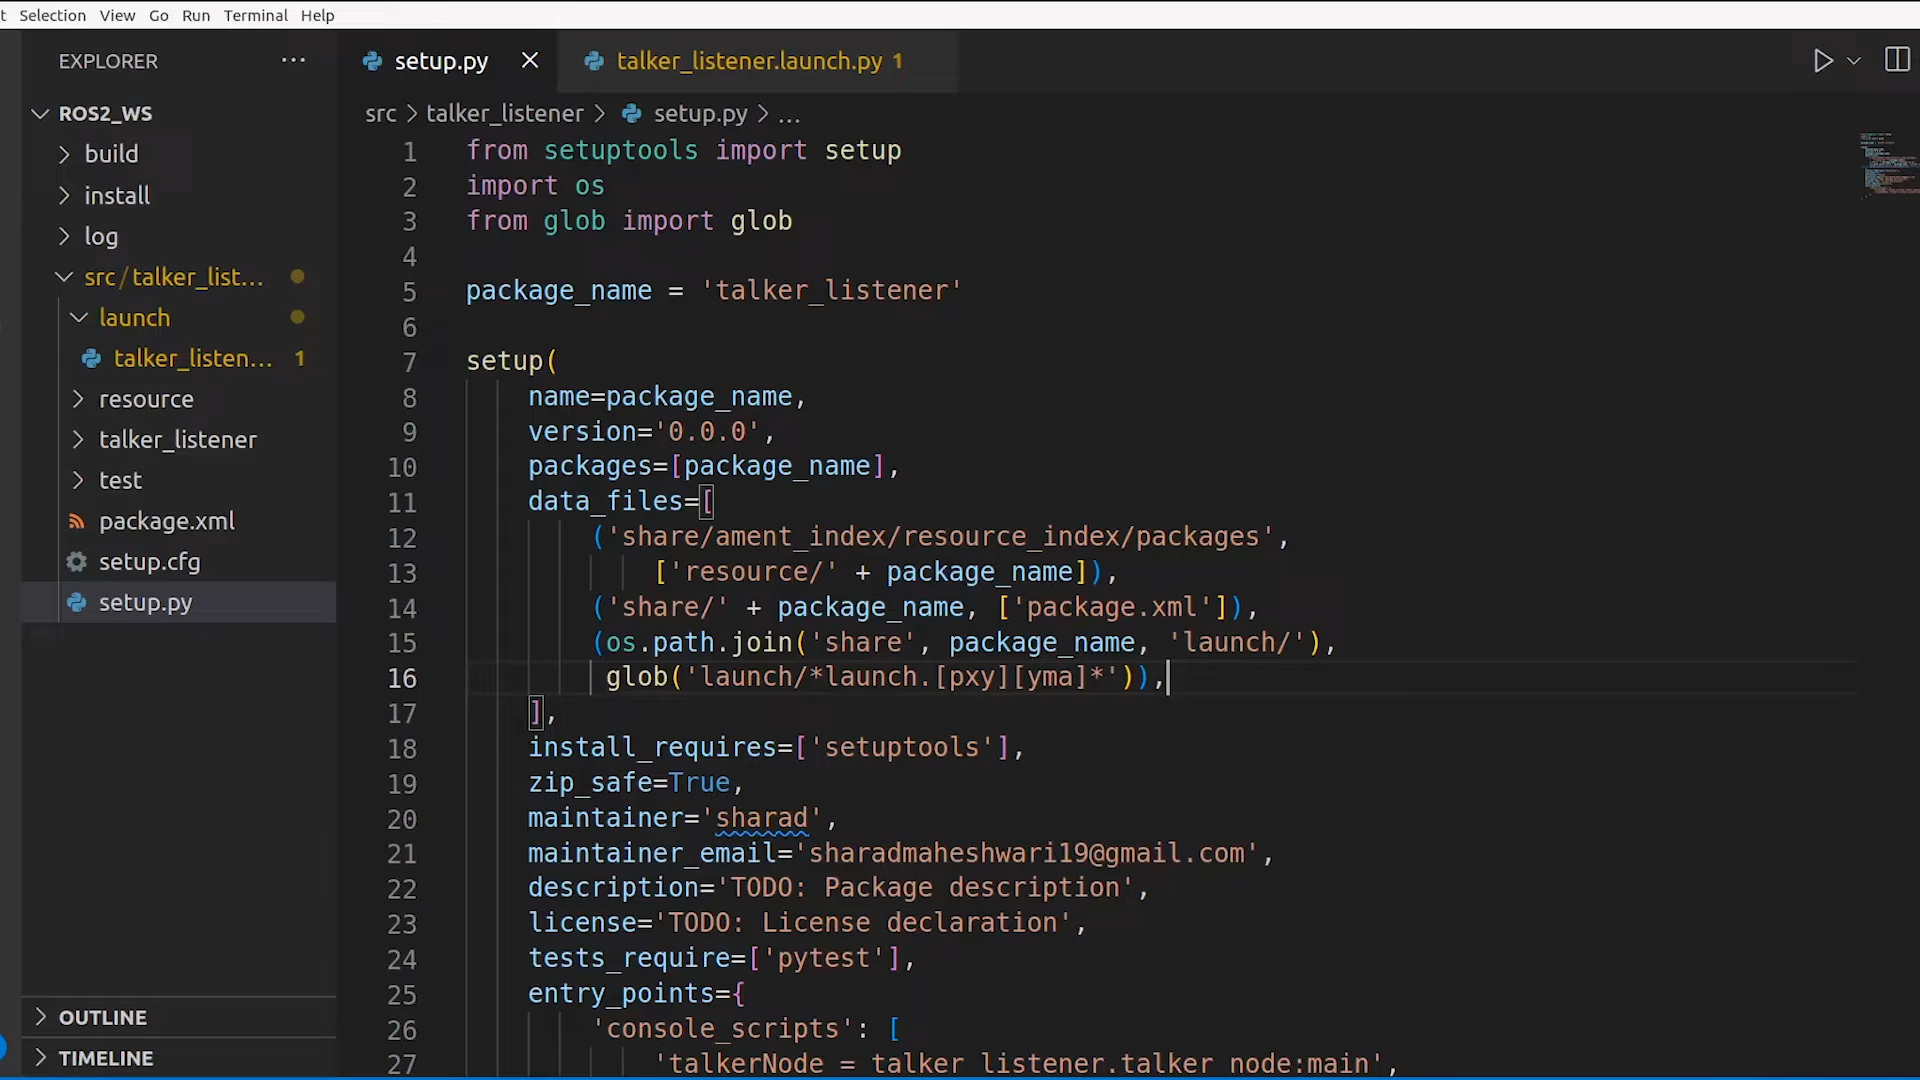 t Selection View Go Run Terminal Help
EXPLORER ...
setup.py
talker_listener.launch.py 1
ROS2_WS
build
install
log
src/talker_list...
launch
talker_listen... 1
resource
talker_listener
test
package.xml
setup.cfg
setup.py
OUTLINE
TIMELINE
src > talker_listener > setup.py > ...
1 from setuptools import setup
2 import os
3 from glob import glob
4
5 package_name = 'talker_listener'
6
7 setup(
8 name=package_name,
9 version='0.0.0',
10 packages=[package_name],
11 data_files=[
12 ('share/ament_index/resource_index/packages',
13 ['resource/' + package_name]),
14 ('share/' + package_name, ['package.xml']),
15 (os.path.join('share', package_name, 'launch/'),
16 glob('launch/*launch.[pxy][yma]*')),
17 ],
18 install_requires=['setuptools'],
19 zip_safe=True,
20 maintainer='sharad',
21 maintainer_email='sharadmaheshwari19@gmail.com',
22 description='TODO: Package description',
23 license='TODO: License declaration',
24 tests_require=['pytest'],
25 entry_points={
26 'console_scripts': [
27 'talkerNode = talker_listener.talker_node:main',